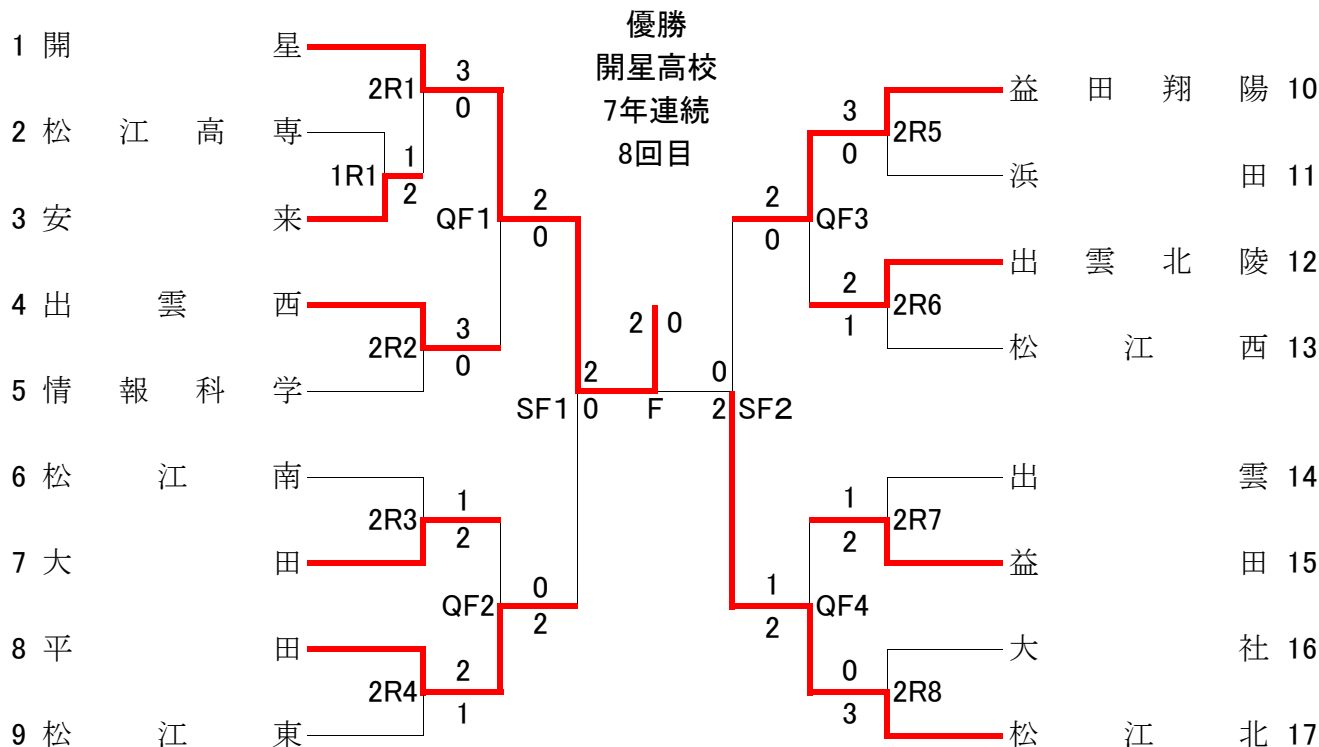 優勝
開星高校
7年連続
8回目
1 開星
2 松江高専
3 安来
4 出雲西
5 情報科学
6 松江南
7 大田
8 平田
9 松江東
2R1
3
0
1R1
1
2
QF1
2
0
2R2
3
0
SF1
2
0
2R3
1
2
QF2
0
2
2R4
2
1
F
2 0
SF2
0
2
QF3
2
0
2R5
3
0
2R6
2
1
QF4
1
2
2R7
1
2
2R8
0
3
益田翔陽 10
浜田 11
出雲北陵 12
松江西 13
出雲 14
益田 15
大社 16
松江北 17